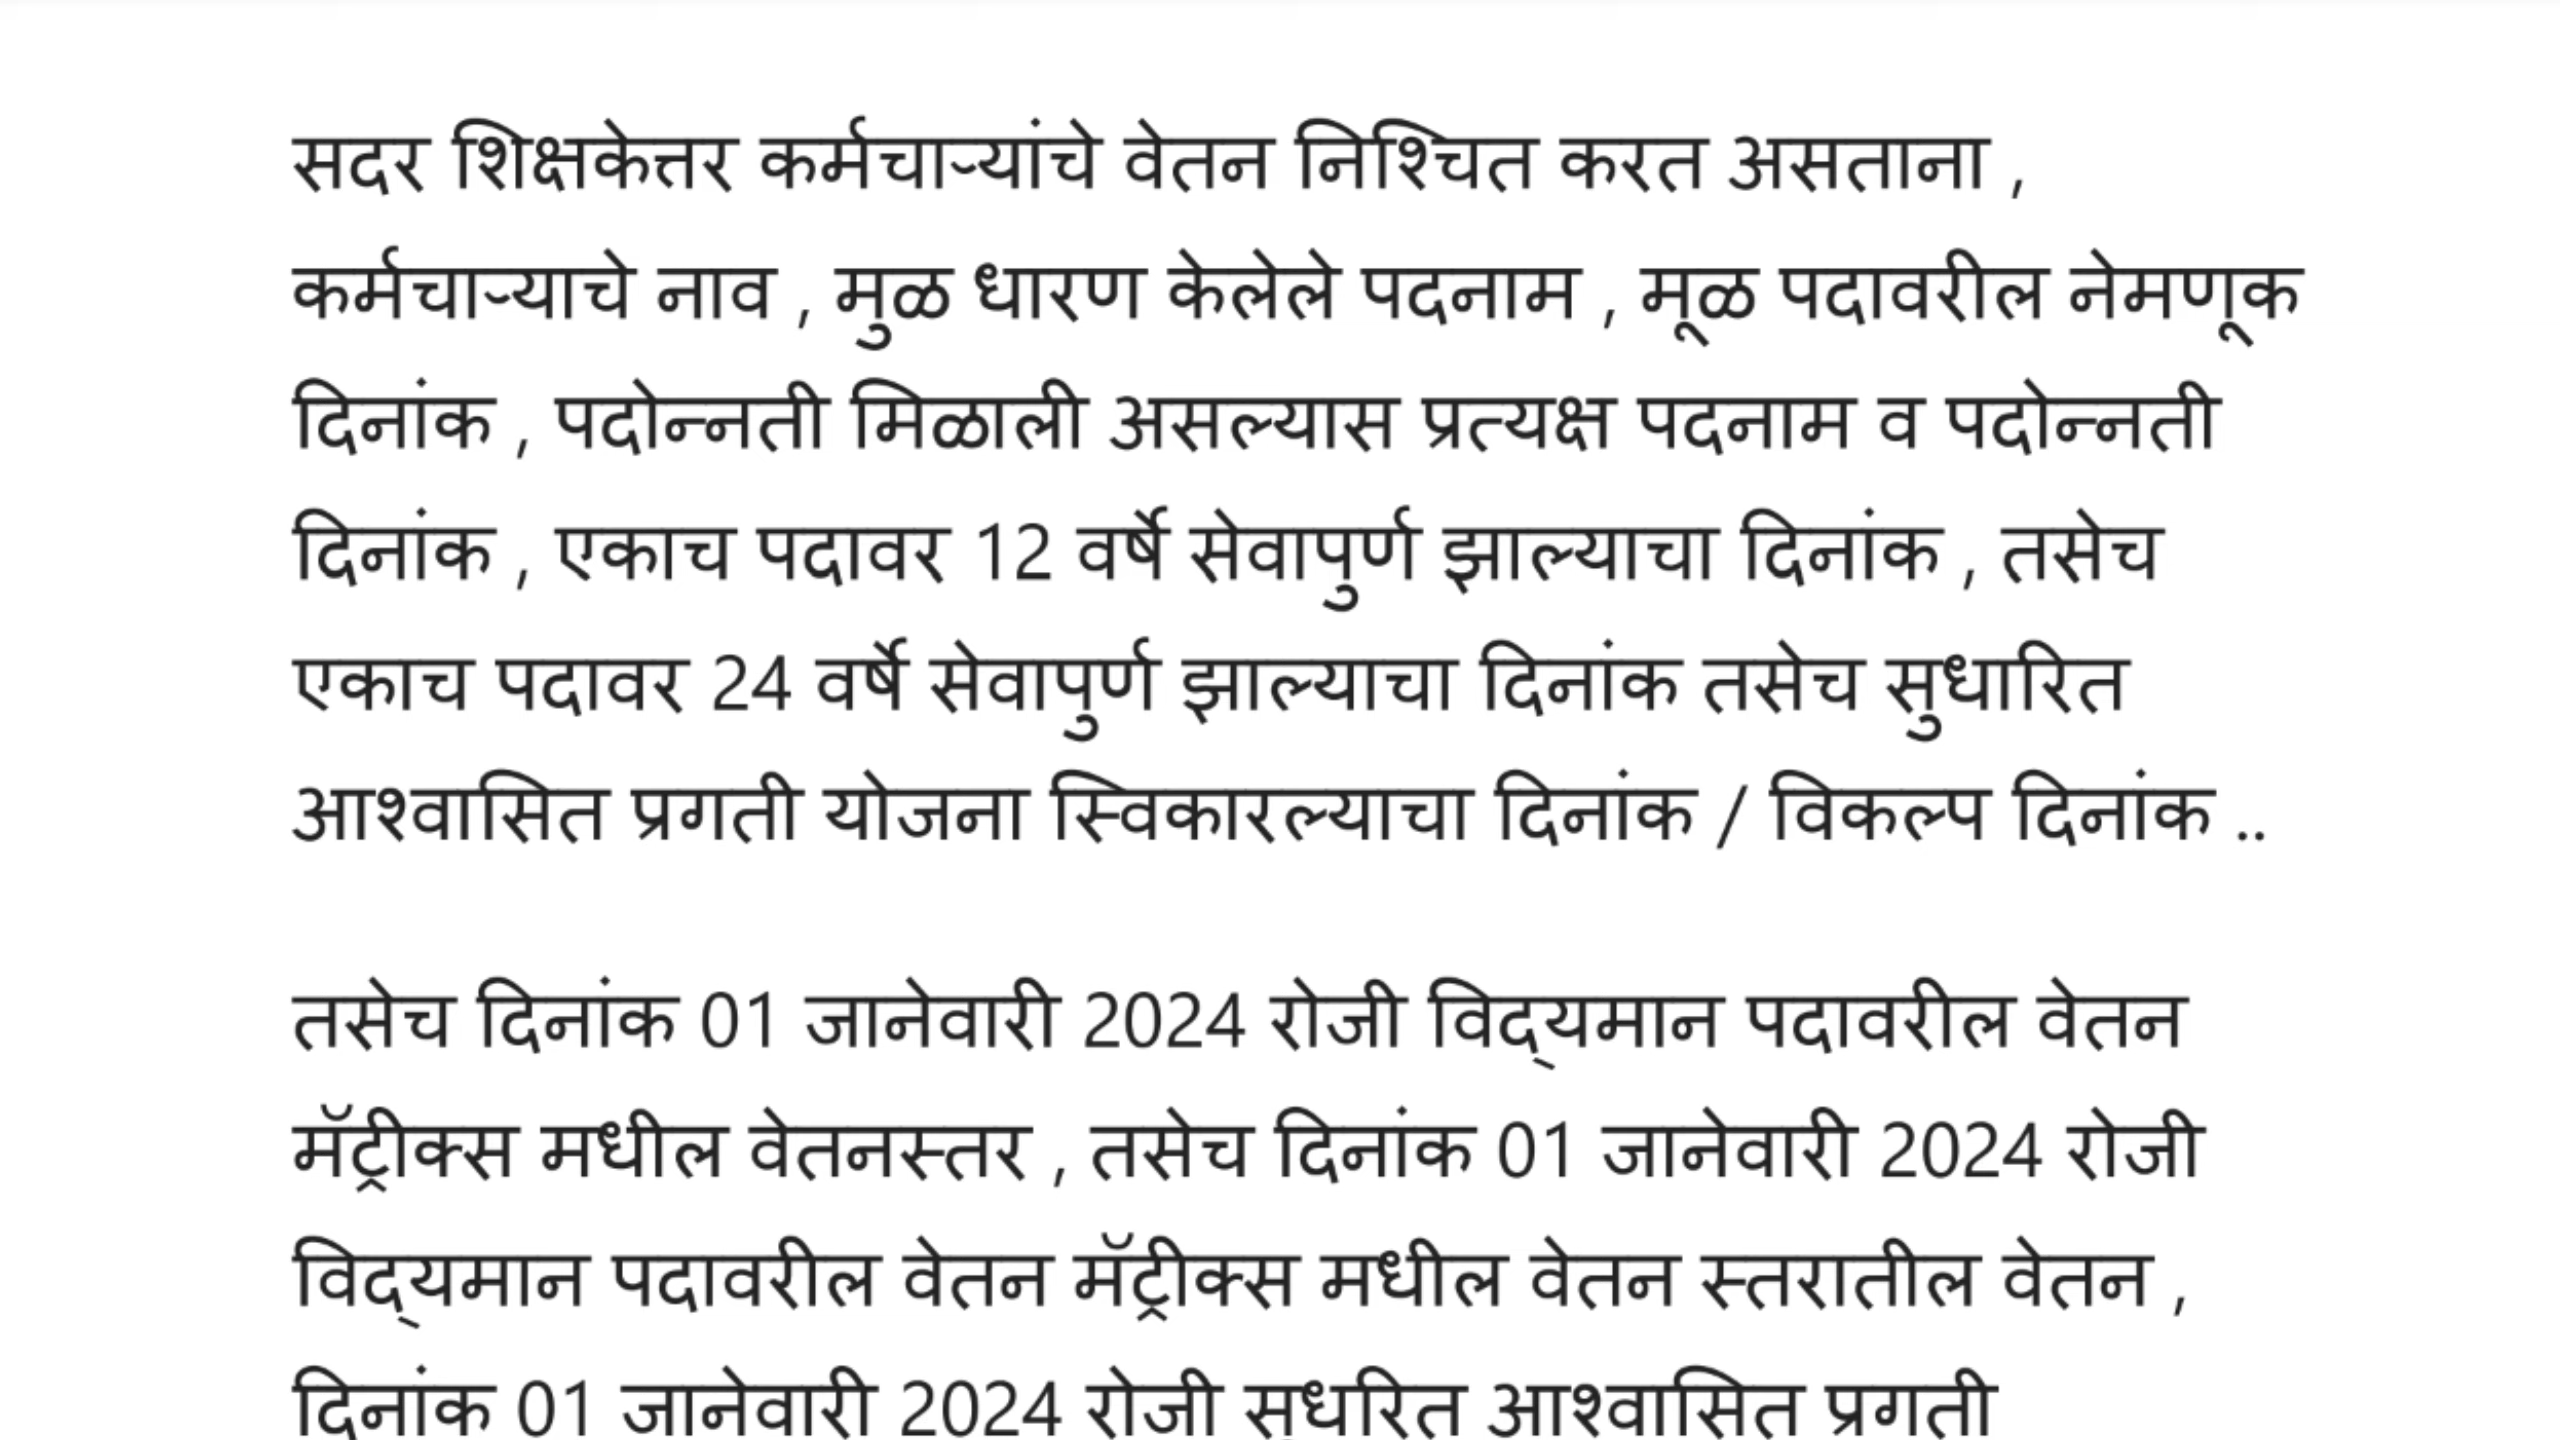 सदर शिक्षकेत्तर कर्मचाऱ्यांचे वेतन निश्चित करत असताना ,
कर्मचाऱ्याचे नाव , मुळ धारण केलेले पदनाम , मूळ पदावरील नेमणूक
दिनांक , पदोन्नती मिळाली असल्यास प्रत्यक्ष पदनाम व पदोन्नती
दिनांक , एकाच पदावर 12 वर्षे सेवापुर्ण झाल्याचा दिनांक , तसेच
एकाच पदावर 24 वर्षे सेवापुर्ण झाल्याचा दिनांक तसेच सुधारित
आश्वासित प्रगती योजना स्विकारल्याचा दिनांक / विकल्प दिनांक ..
तसेच दिनांक 01 जानेवारी 2024 रोजी विद्‍यमान पदावरील वेतन
मॅट्रीक्स मधील वेतनस्तर , तसेच दिनांक 01 जानेवारी 2024 रोजी
विद्‍यमान पदावरील वेतन मॅट्रीक्स मधील वेतन स्तरातील वेतन ,
दिनांक 01 जानेवारी 2024 रोजी सुधरित आश्वासित प्रगती